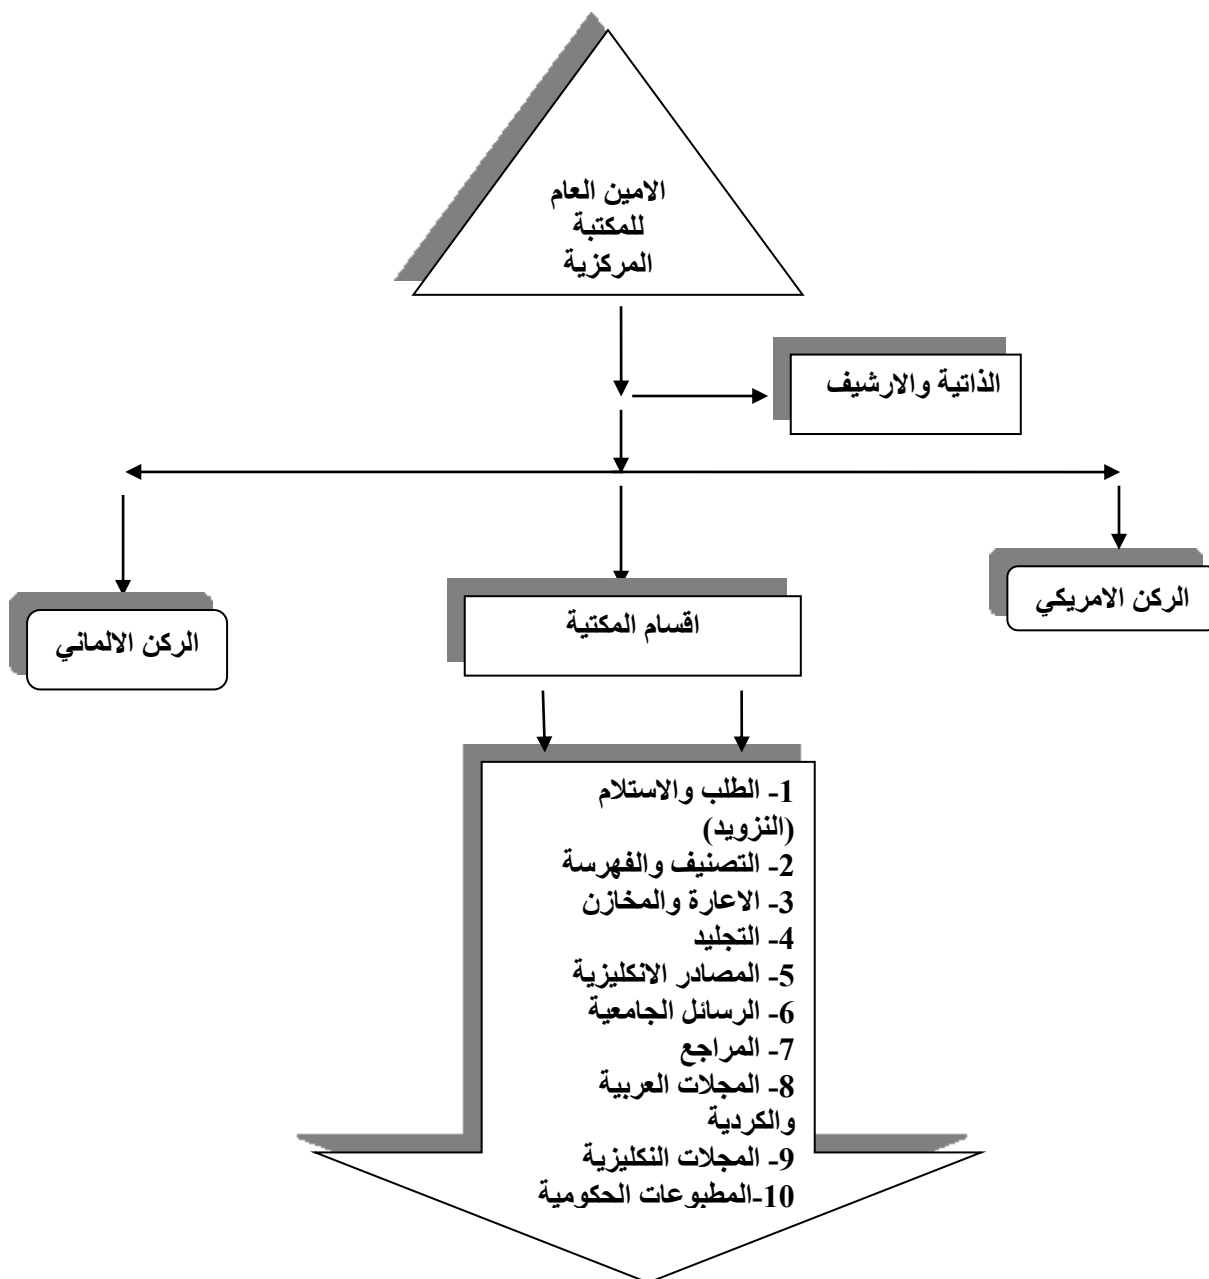 الامين العام
للمكتبة
المركزية
الذاتية والارشيف
الركن الامريكي
اقسام المكتبة
الركن الالماني
1- الطلب والاستلام
(النزويد)
2- التصنيف والفهرسة
3- الاعارة والمخازن
4- التجليد
5- المصادر الانكليزية
6- الرسائل الجامعية
7- المراجع
8- المجلات العربية
والكردية
9- المجلات النكليزية
10-المطبوعات الحكومية